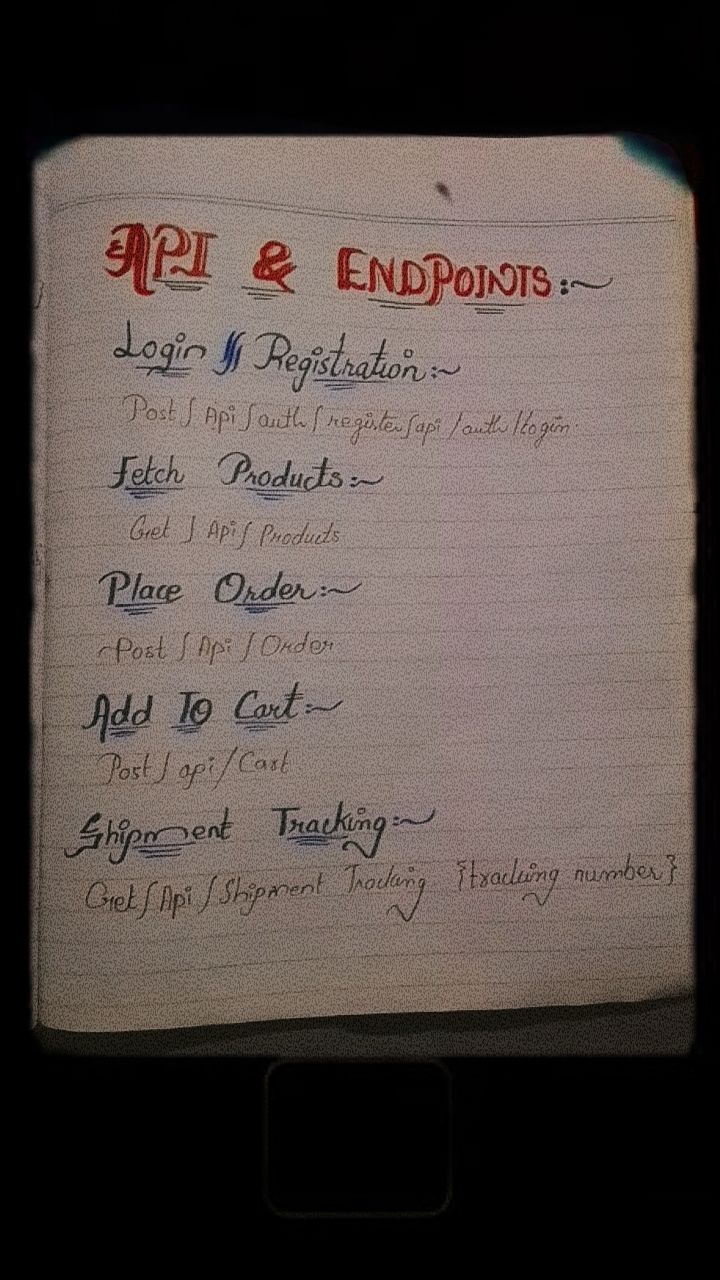 API & ENDPOINTS:~
Login // Registration:~
Post / Api / auth / register / api / auth / login
Fetch Products:~
Get / Api / Products
Place Order:~
Post / Api / Order
Add To Cart:~
Post / api / Cart
Shipment Tracking:~
Get / Api / Shipment Tracking {tracking number}